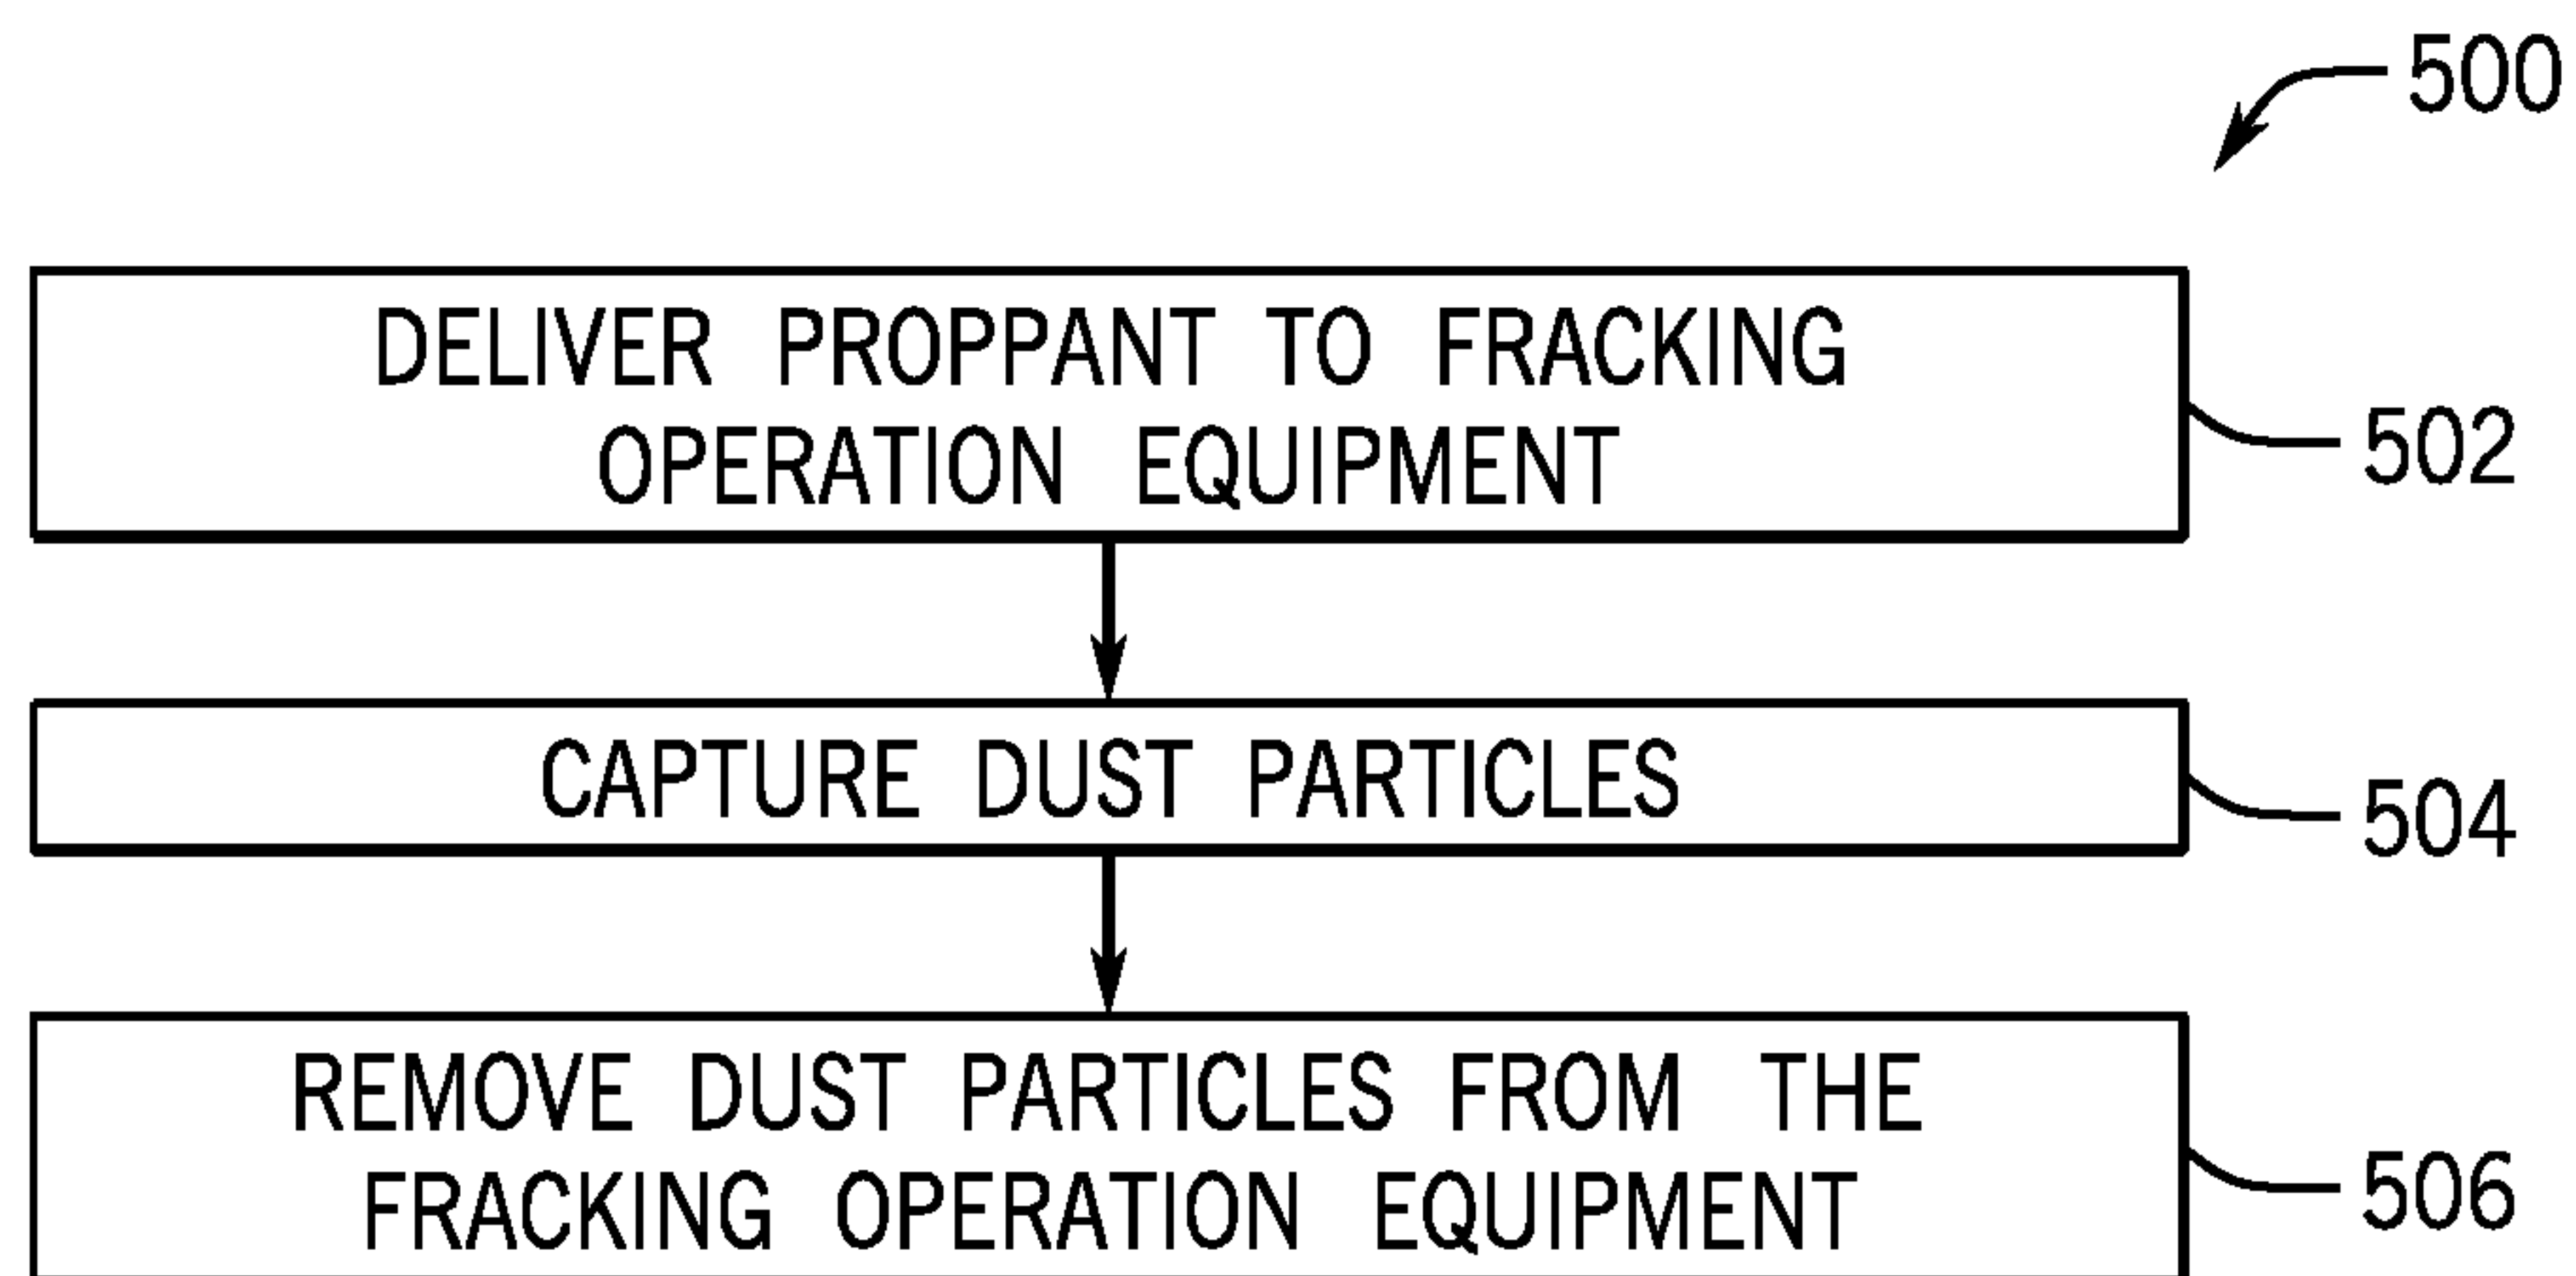 500
DELIVER PROPPANT TO FRACKING
OPERATION EQUIPMENT
502
CAPTURE DUST PARTICLES
504
REMOVE DUST PARTICLES FROM THE
FRACKING OPERATION EQUIPMENT
506